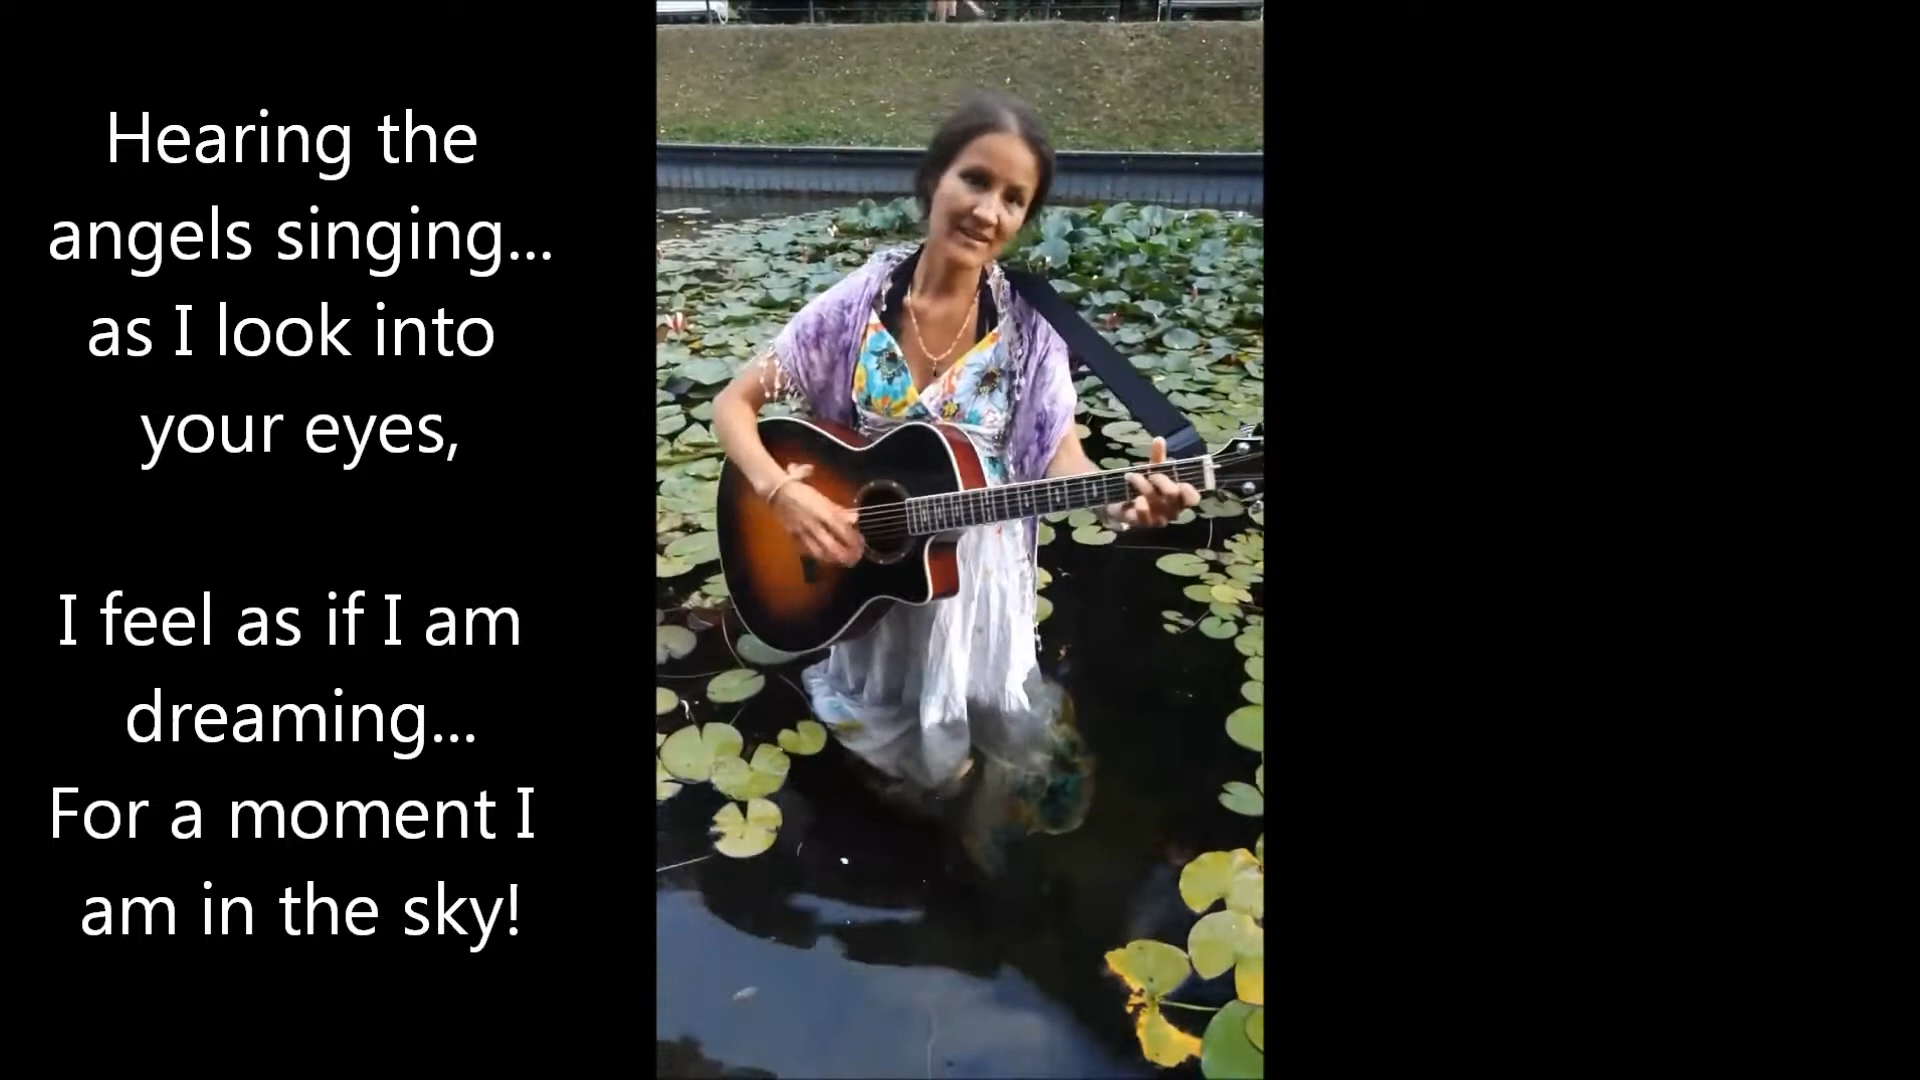 Hearing the
angels singing...
as I look into
your eyes,
I feel as if I am
dreaming...
For a moment I
am in the sky!